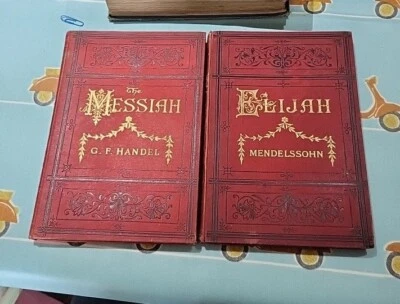 The
MESSIAH
G. F. HANDEL
ELIJAH
MENDELSSOHN